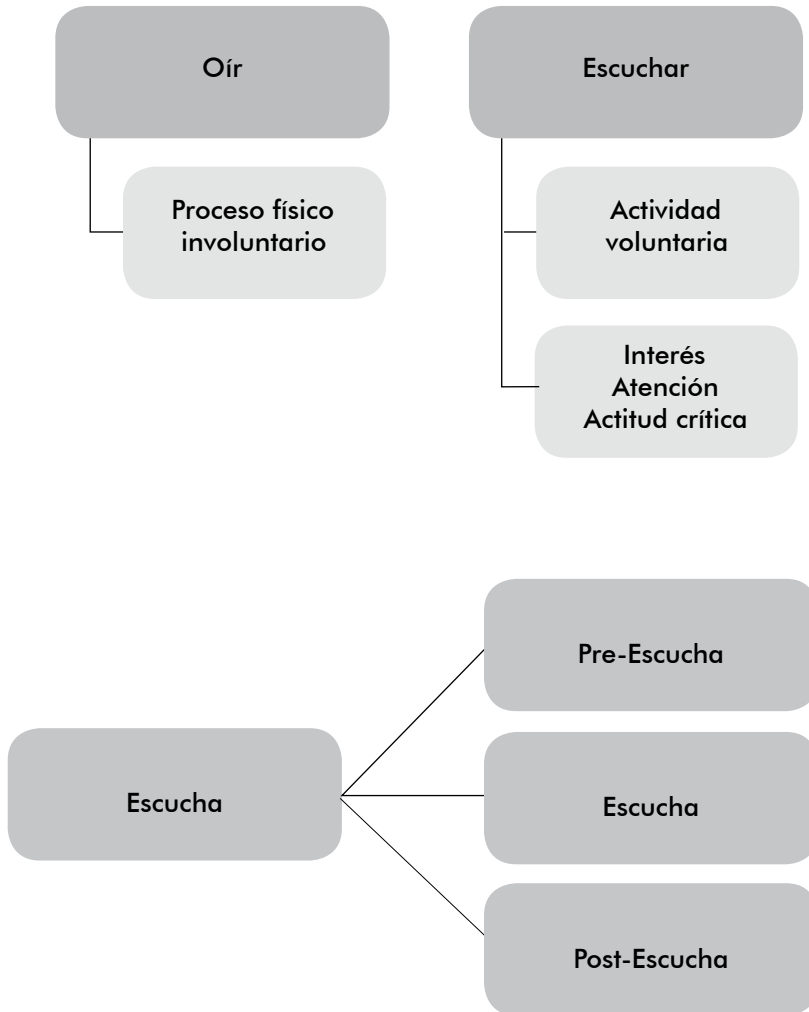 Oír
Escuchar
Proceso físico
involuntario
Actividad
voluntaria
Interés
Atención
Actitud crítica
Pre-Escucha
Escucha
Escucha
Post-Escucha